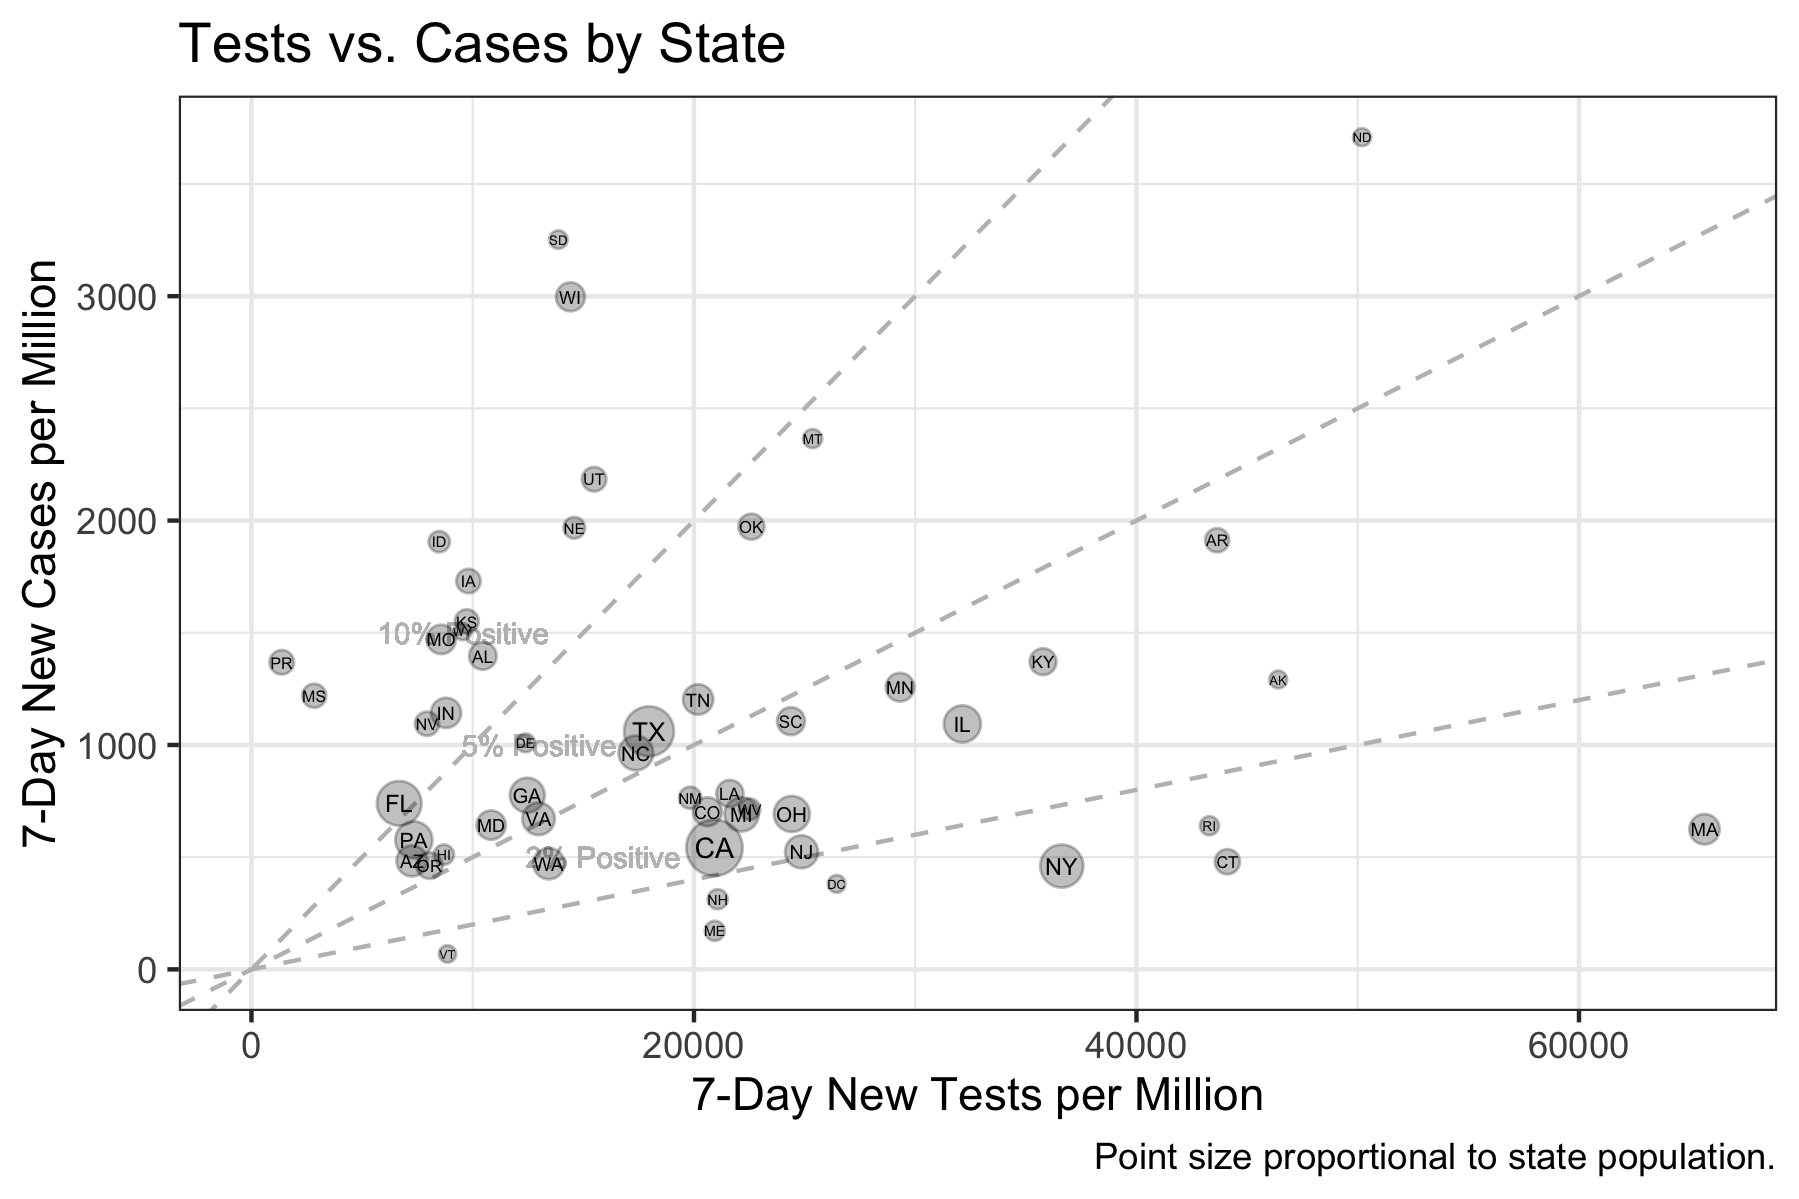 Tests vs. Cases by State
7-Day New Cases per Million
3000
2000
1000
0
ND
SD
WI
MT
UT
NE
OK
ID
AR
IA
KS
WY
10% Positive
MO
AL
PR
KY
MS
AK
MN
TN
IN
NV
SC
IL
TX
DE
5% Positive
NC
FL
GA
NM
LA
CO
WV
MI
OH
VA
MD
RI
MA
PA
CA
NJ
HI
AZ
OR
2% Positive
WA
NY
CT
DC
NH
ME
VT
0
20000
40000
60000
7-Day New Tests per Million
Point size proportional to state population.